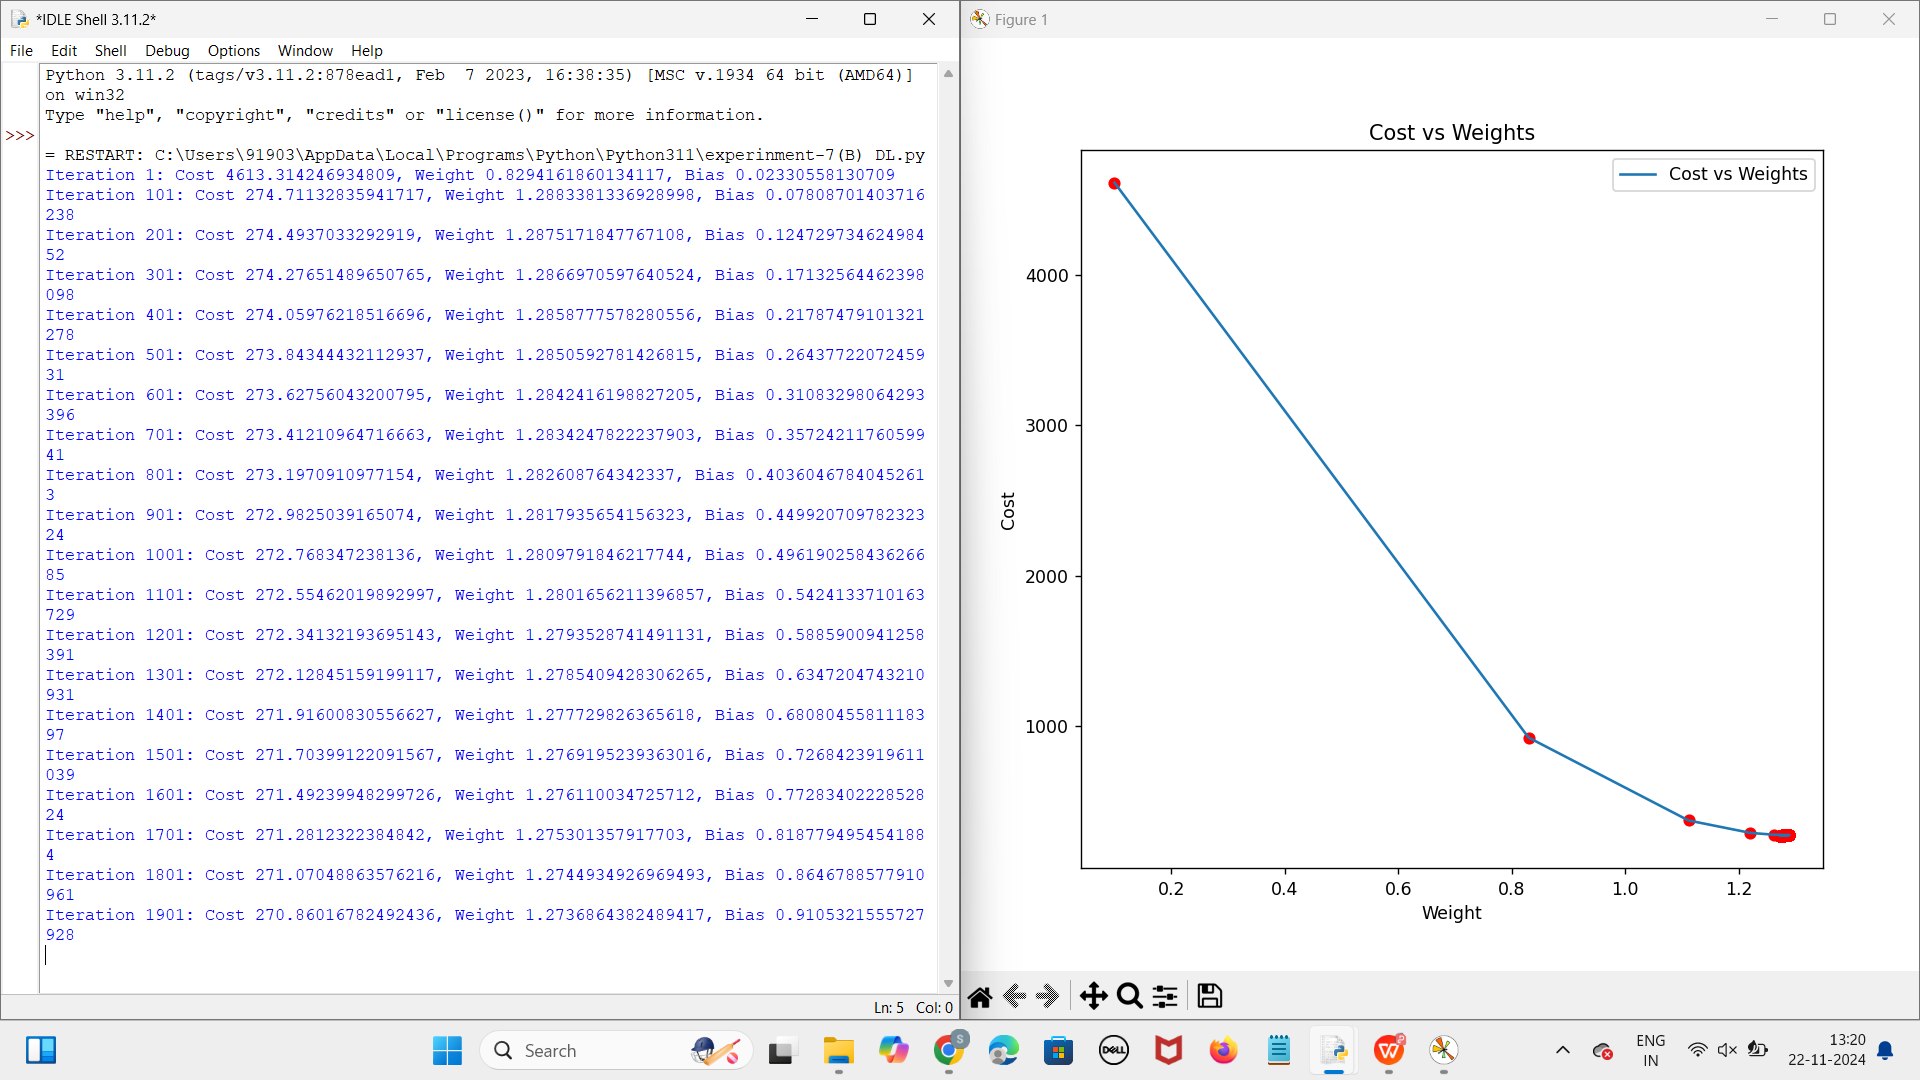 *IDLE Shell 3.11.2*
File Edit Shell Debug Options Window Help
Python 3.11.2 (tags/v3.11.2:878ead1, Feb  7 2023, 16:38:35) [MSC v.1934 64 bit (AMD64)]
on win32
Type "help", "copyright", "credits" or "license()" for more information.
>>>
= RESTART: C:\Users\91903\AppData\Local\Programs\Python\Python311\experinment-7(B) DL.py
Iteration 1: Cost 4613.314246934809, Weight 0.8294161860134117, Bias 0.02330558130709
Iteration 101: Cost 274.71132835941717, Weight 1.2883381336928998, Bias 0.07808701403716
238
Iteration 201: Cost 274.4937033292919, Weight 1.2875171847767108, Bias 0.124729734624984
52
Iteration 301: Cost 274.27651489650765, Weight 1.2866970597640524, Bias 0.17132564462398
098
Iteration 401: Cost 274.05976218516696, Weight 1.2858777578280556, Bias 0.21787479101321
278
Iteration 501: Cost 273.84344432112937, Weight 1.2850592781426815, Bias 0.26437722072459
31
Iteration 601: Cost 273.62756043200795, Weight 1.2842416198827205, Bias 0.31083298064293
396
Iteration 701: Cost 273.41210964716663, Weight 1.2834247822237903, Bias 0.35724211760599
41
Iteration 801: Cost 273.1970910977154, Weight 1.282608764342337, Bias 0.4036046784045261
3
Iteration 901: Cost 272.9825039165074, Weight 1.2817935654156323, Bias 0.449920709782323
24
Iteration 1001: Cost 272.768347238136, Weight 1.2809791846217744, Bias 0.496190258436266
85
Iteration 1101: Cost 272.55462019892997, Weight 1.2801656211396857, Bias 0.5424133710163
729
Iteration 1201: Cost 272.34132193695143, Weight 1.2793528741491131, Bias 0.5885900941258
391
Iteration 1301: Cost 272.12845159199117, Weight 1.2785409428306265, Bias 0.6347204743210
931
Iteration 1401: Cost 271.91600830556627, Weight 1.277729826365618, Bias 0.68080455811183
97
Iteration 1501: Cost 271.70399122091567, Weight 1.2769195239363016, Bias 0.7268423919611
039
Iteration 1601: Cost 271.49239948299726, Weight 1.276110034725712, Bias 0.77283402228528
24
Iteration 1701: Cost 271.2812322384842, Weight 1.275301357917703, Bias 0.818779495454188
4
Iteration 1801: Cost 271.07048863576216, Weight 1.2744934926969493, Bias 0.8646788577910
961
Iteration 1901: Cost 270.86016782492436, Weight 1.2736864382489417, Bias 0.9105321555727
928
Ln: 5 Col: 0
Figure 1
Cost vs Weights
Cost vs Weights
4000
3000
2000
1000
Cost
0.2 0.4 0.6 0.8 1.0 1.2
Weight
Search
S
DELL
W
ENG
IN
13:20
22-11-2024